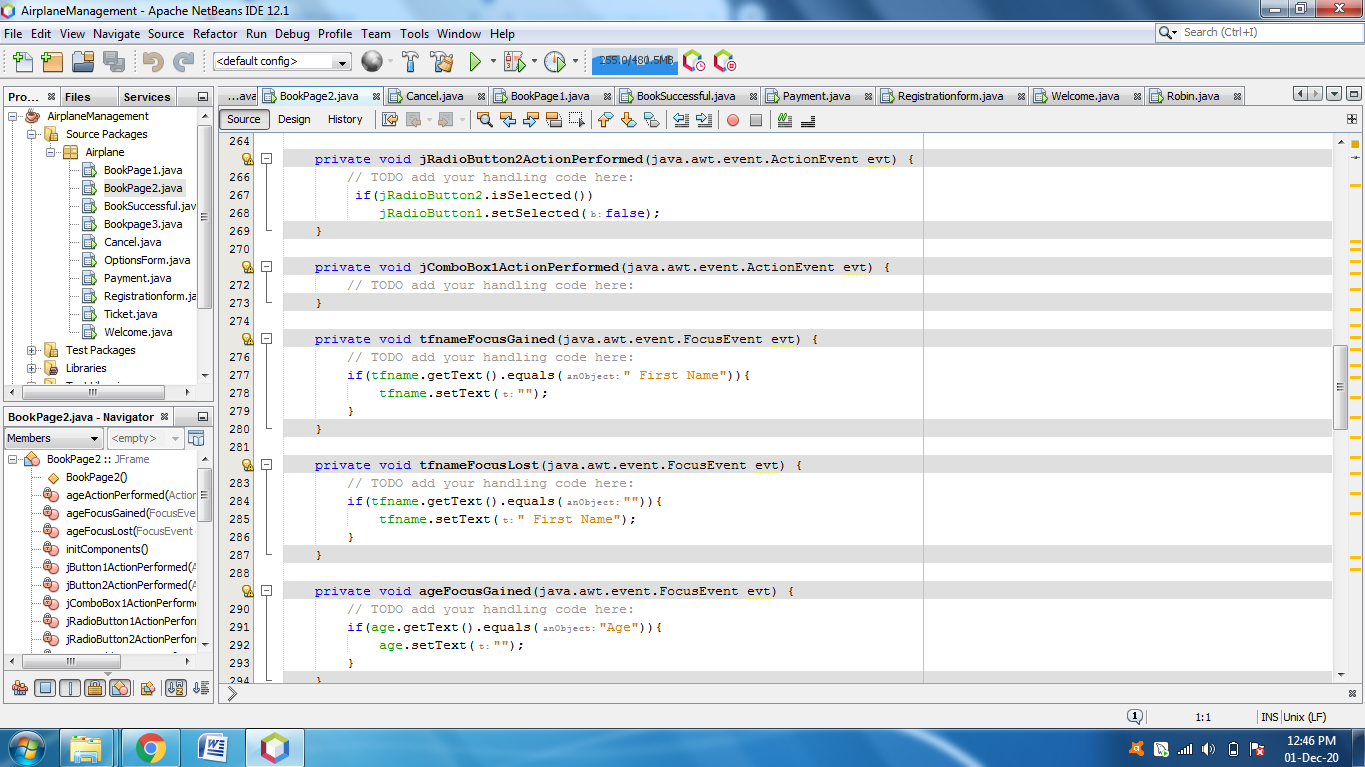 AirplaneManagement - Apache NetBeans IDE 12.1
File Edit View Navigate Source Refactor Run Debug Profile Team Tools Window Help
Search (Ctrl+I)
<default config>
255.0/480.5MB
Pro... Files Services
...ava BookPage2.java Cancel.java BookPage1.java BookSuccessful.java Payment.java Registrationform.java Welcome.java Robin.java
Source Design History
AirplaneManagement
Source Packages
Airplane
BookPage1.java
BookPage2.java
BookSuccessful.jav
Bookpage3.java
Cancel.java
OptionsForm.java
Payment.java
Registrationform.ja
Ticket.java
Welcome.java
Test Packages
Libraries
BookPage2.java - Navigator
Members <empty>
BookPage2 :: JFrame
BookPage2()
ageActionPerformed(Action
ageFocusGained(FocusEve
ageFocusLost(FocusEvent
initComponents()
jButton1ActionPerformed(A
jButton2ActionPerformed(A
jComboBox1ActionPerform
jRadioButton1ActionPerfor
jRadioButton2ActionPerfor
264
private void jRadioButton2ActionPerformed(java.awt.event.ActionEvent evt) {
266 // TODO add your handling code here:
267 if(jRadioButton2.isSelected())
268 jRadioButton1.setSelected(b:false);
269 }
270
private void jComboBox1ActionPerformed(java.awt.event.ActionEvent evt) {
272 // TODO add your handling code here:
273 }
274
private void tfnameFocusGained(java.awt.event.FocusEvent evt) {
276 // TODO add your handling code here:
277 if(tfname.getText().equals(anObject:" First Name")){
278 tfname.setText(t:"");
279 }
280 }
281
private void tfnameFocusLost(java.awt.event.FocusEvent evt) {
283 // TODO add your handling code here:
284 if(tfname.getText().equals(anObject:"")){
285 tfname.setText(t:" First Name");
286 }
287 }
288
private void ageFocusGained(java.awt.event.FocusEvent evt) {
290 // TODO add your handling code here:
291 if(age.getText().equals(anObject:"Age")){
292 age.setText(t:"");
293 }
294 }
1 1:1 INS Unix (LF)
12:46 PM
01-Dec-20